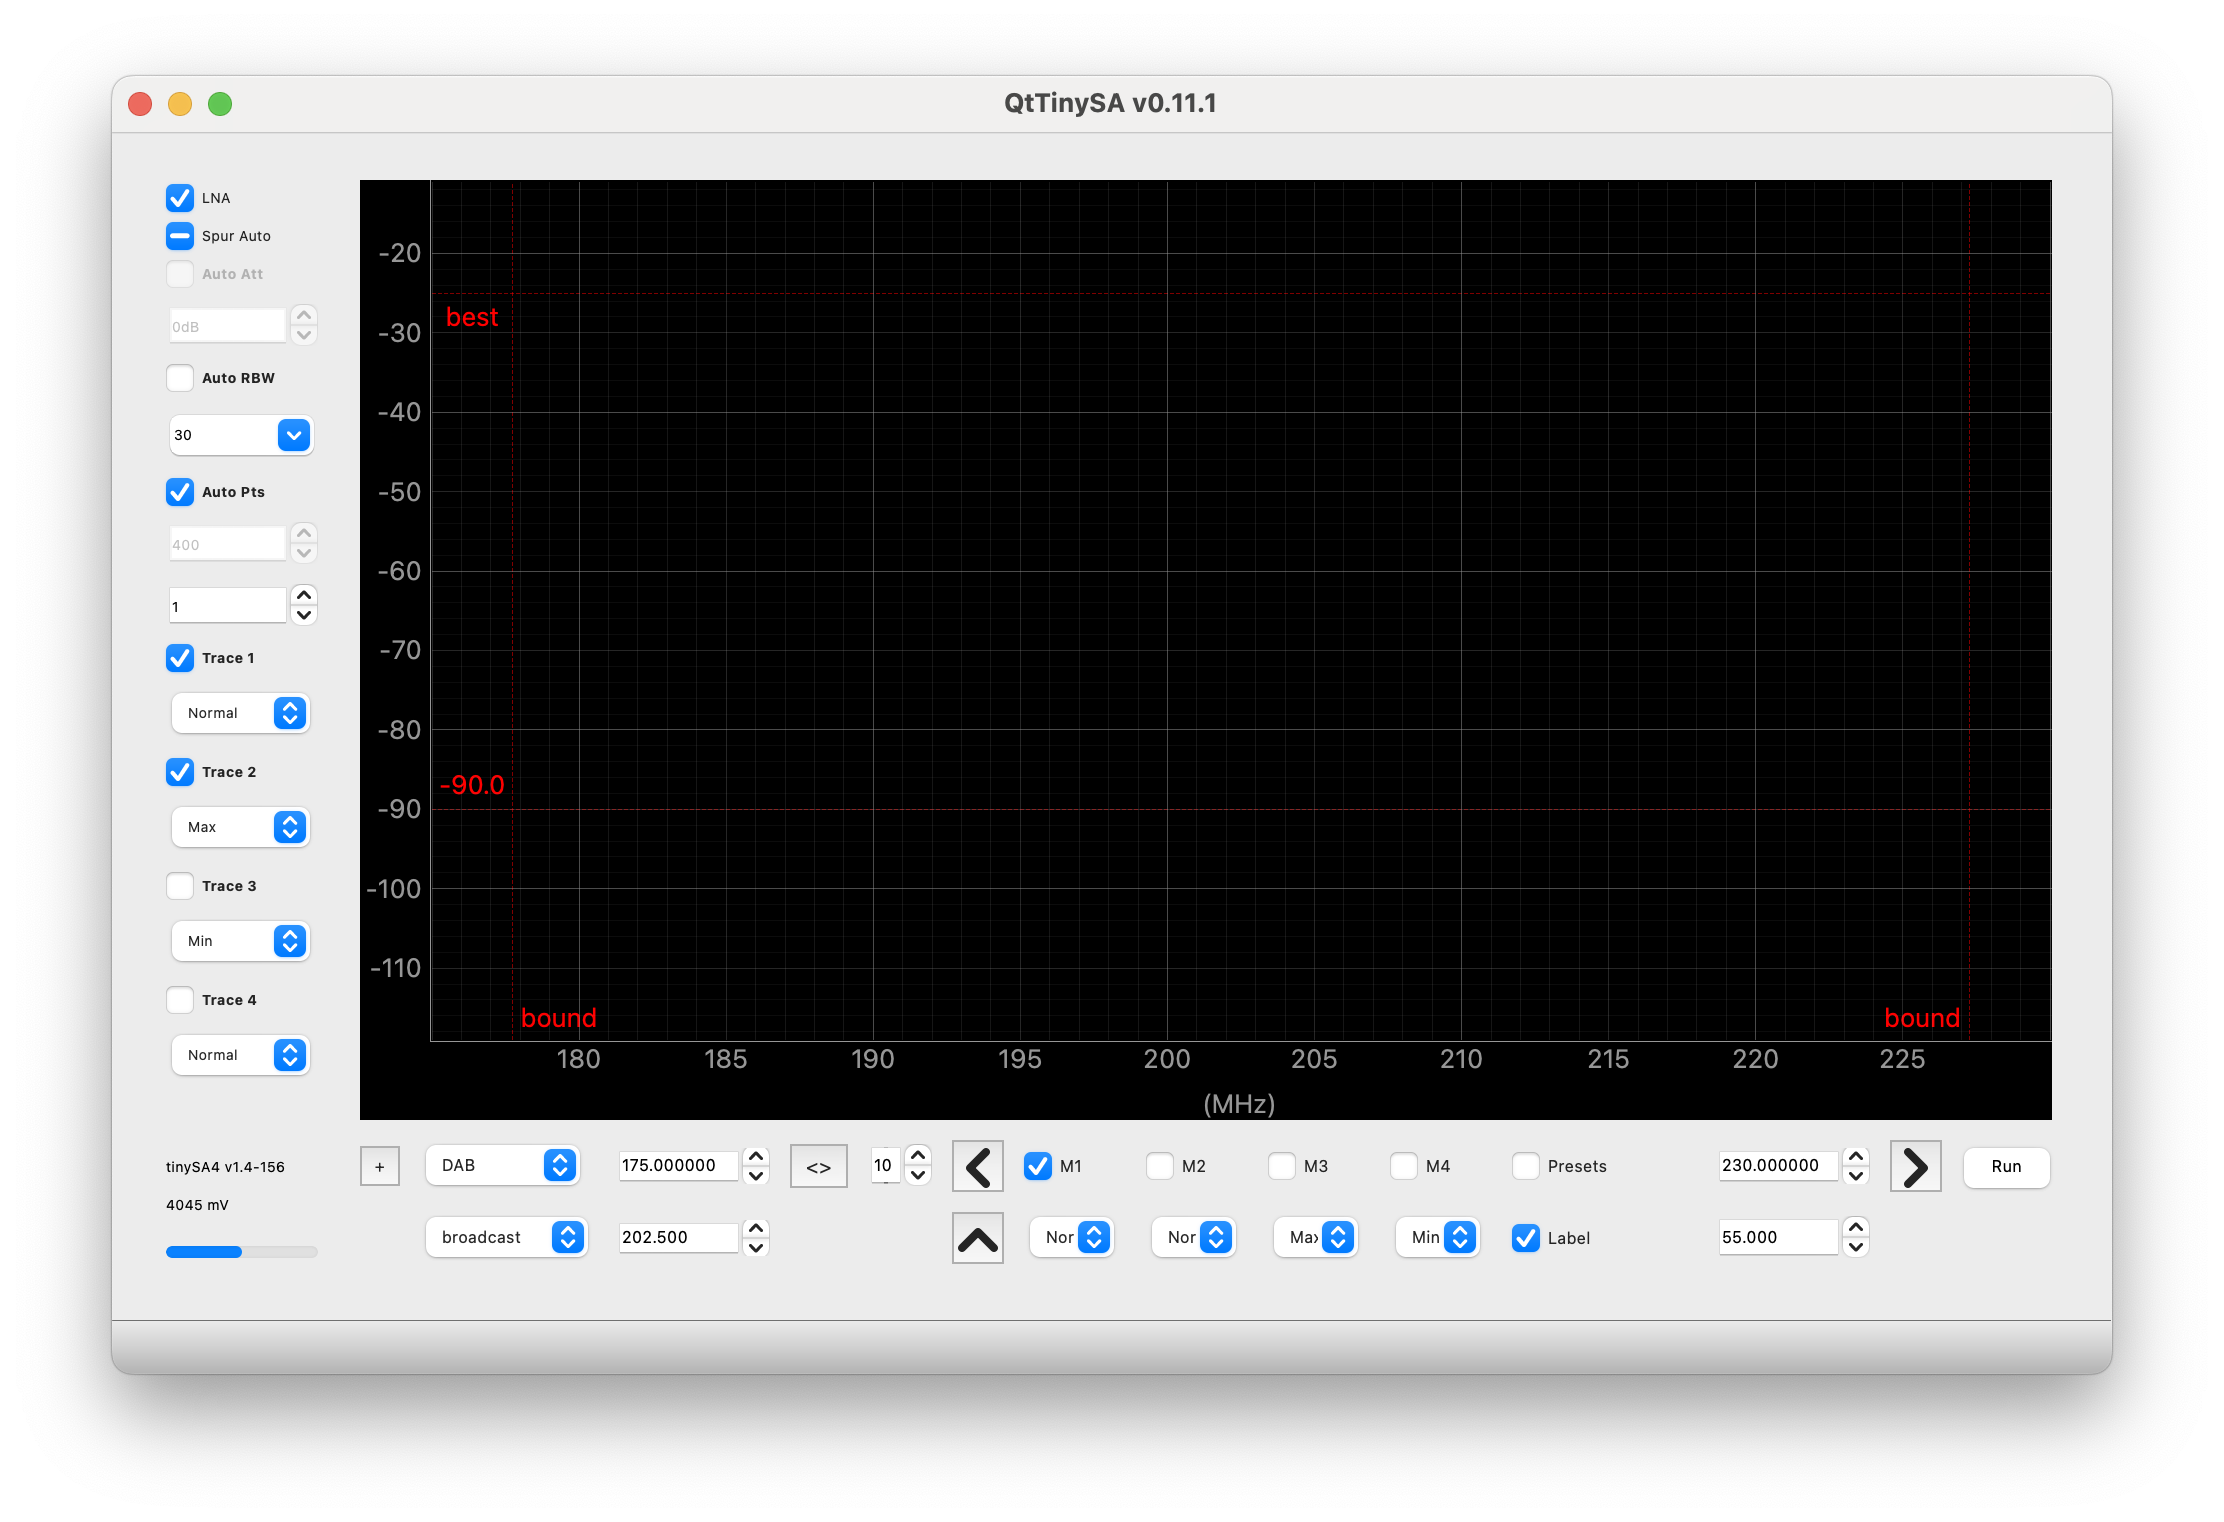 QtTinySA v0.11.1
LNA
Spur Auto
Auto Att
0dB
Auto RBW
30
Auto Pts
400
1
Trace 1
Normal
Trace 2
Max
Trace 3
Min
Trace 4
Normal
-20
best
-30
-40
-50
-60
-70
-80
-90.0
-90
-100
-110
bound
bound
180 185 190 195 200 205 210 215 220 225
(MHz)
tinySA4 v1.4-156
4045 mV
+ DAB 175.000000 <> 10 M1 M2 M3 M4 Presets 230.000000 Run
broadcast 202.500 Nor Nor Max Min Label 55.000